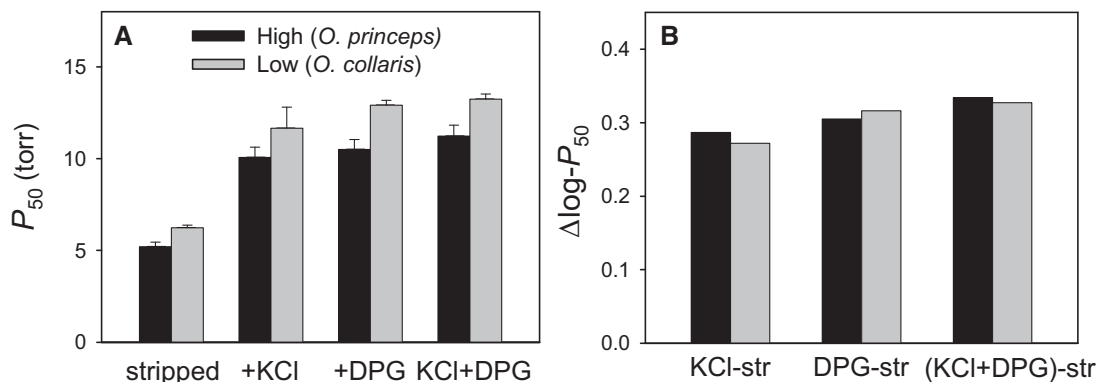 A
High (O. princeps)
Low (O. collaris)
P50 (torr)
15
10
5
0
stripped +KCl +DPG KCl+DPG
B
Δlog-P50
0.4
0.3
0.2
0.1
0.0
KCl-str DPG-str (KCl+DPG)-str